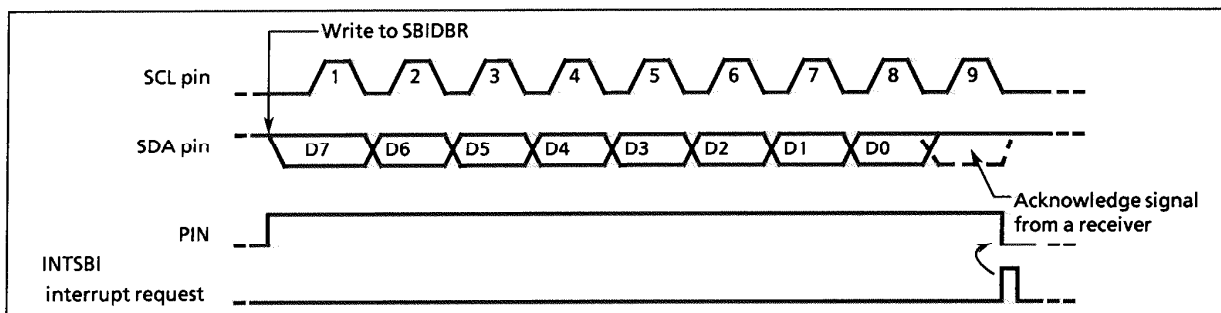 Write to SBIDBR
SCL pin
1 2 3 4 5 6 7 8 9
SDA pin
D7 D6 D5 D4 D3 D2 D1 D0
Acknowledge signal
from a receiver
PIN
INTSBI
interrupt request